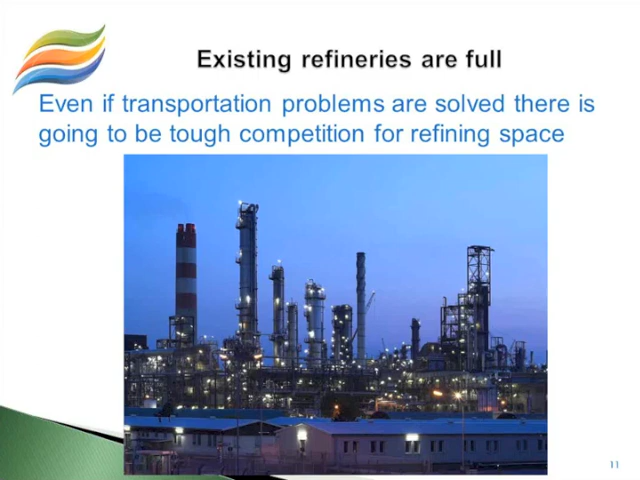 Existing refineries are full
Even if transportation problems are solved there is
going to be tough competition for refining space
11